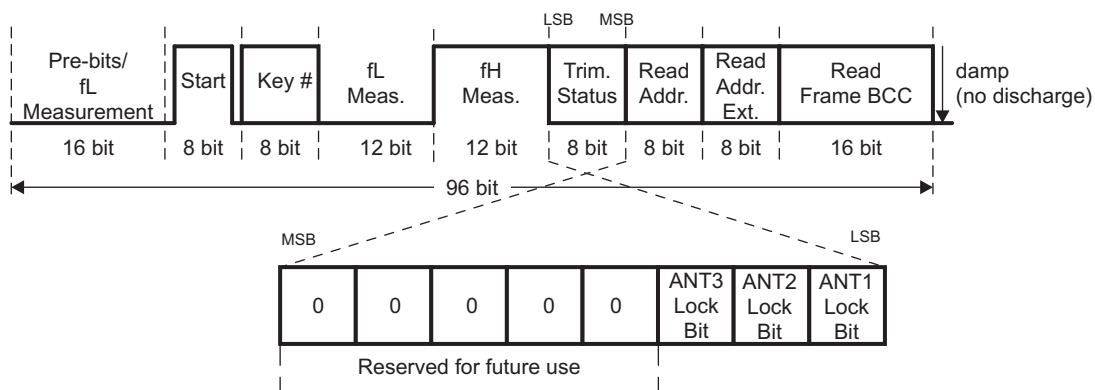 LSB MSB
Pre-bits/
fL
Measurement
Start
Key #
fL
Meas.
fH
Meas.
Trim.
Status
Read
Addr.
Read
Addr.
Ext.
Read
Frame BCC
damp
(no discharge)
16 bit 8 bit 8 bit 12 bit 12 bit 8 bit 8 bit 8 bit 16 bit
96 bit
MSB LSB
0 0 0 0 0
ANT3
Lock
Bit
ANT2
Lock
Bit
ANT1
Lock
Bit
Reserved for future use